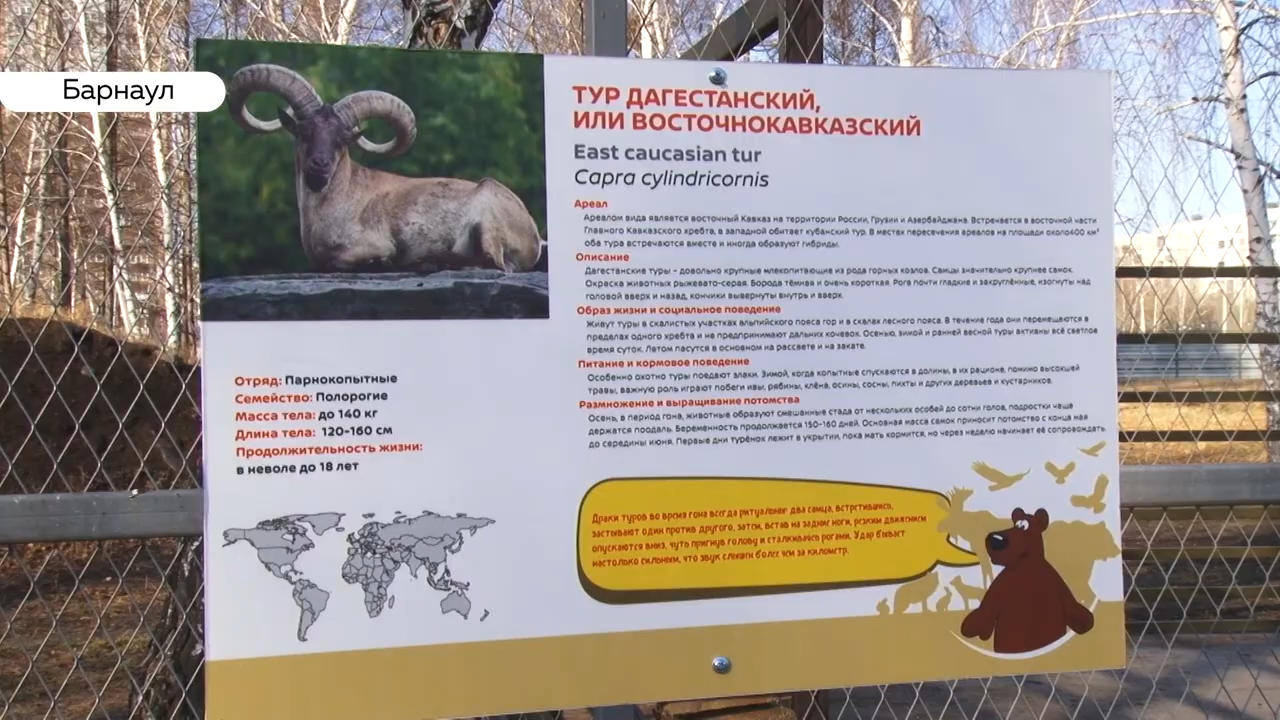 Барнаул
ТУР ДАГЕСТАНСКИЙ,
ИЛИ ВОСТОЧНОКАВКАЗСКИЙ
East caucasian tur
Capra cylindricornis
Ареал
Ареалом вида является восточный Кавказ на территории России, Грузии и Азербайджана. Встречается в восточной части
Главного Кавказского хребта, в западной обитает кубанский тур. В местах пересечения ареалов на площади около400 км²
оба тура встречаются вместе и иногда образуют гибриды.
Описание
Дагестанские туры – довольно крупные млекопитающие из рода горных козлов. Самцы значительно крупнее самок.
Окраска животных рыжевато-серая. Борода тёмная и очень короткая. Рога почти гладкие и закруглённые, изогнуты над
головой вверх и назад, кончики вывернуты внутрь и вверх.
Образ жизни и социальное поведение
Живут туры в скалистых участках альпийского пояса гор и в скалах лесного пояса. В течение года они перемещаются в
пределах одного хребта и не предпринимают дальних кочевок. Осенью, зимой и ранней весной туры активны всё светлое
время суток. Летом пасутся в основном на рассвете и на закате.
Питание и кормовое поведение
Особенно охотно туры поедают злаки. Зимой, когда копытные спускаются в долины, в их рационе, помимо высохшей
травы, важную роль играют побеги ивы, рябины, клёна, осины, сосны, пихты и других деревьев и кустарников.
Размножение и выращивание потомства
Осень, в период гона, животные образуют смешанные стада от нескольких особей до сотни голов, подростки чаще
держатся поодаль. Беременность продолжается 150-160 дней. Основная масса самок приносит потомство с конца мая
до середины июня. Первые дни турёнок лежит в укрытии, пока мать кормится, но через неделю начинает её сопровождать.
Отряд: Парнокопытные
Семейство: Полорогие
Масса тела: до 140 кг
Длина тела: 120-160 см
Продолжительность жизни:
в неволе до 18 лет
Драки туров во время гона всегда ритуальные: два самца, встретившись,
застывают один против другого, затем, встав на задние ноги, резким движением
опускаются вниз, чуть пригнув голову и сталкиваясь рогами. Удар бывает
настолько сильным, что звук слышен более чем за километр.